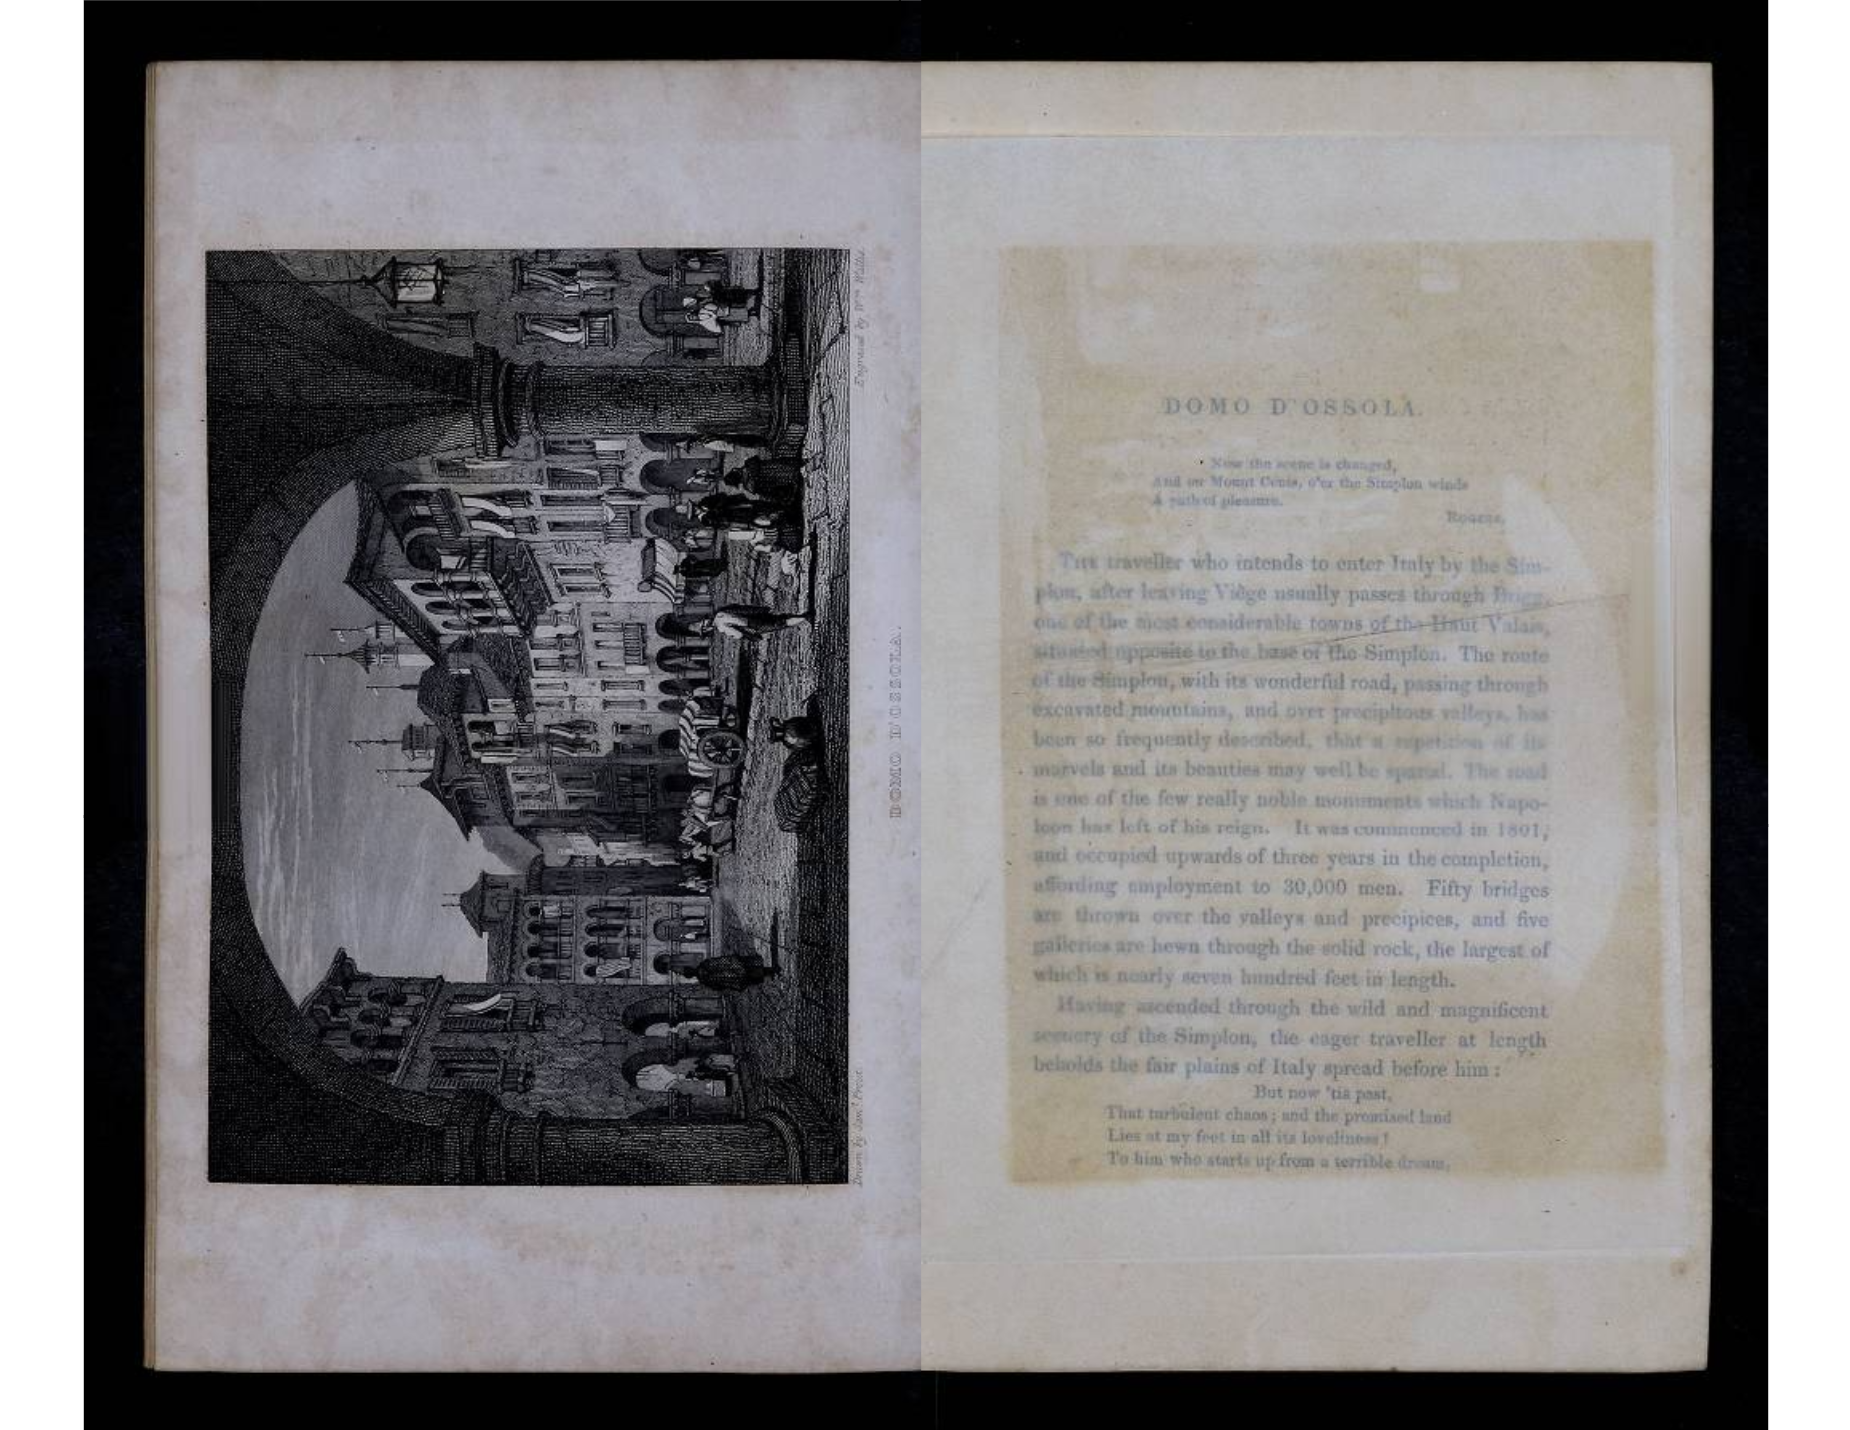 Drawn by Sam.<sup>l</sup> Prout.
Engraved by W<sup>m</sup> Wallis.
DOMO D'OSSOLA.
DOMO D'OSSOLA.
Now the scene is changed,
And on Mount Cenis, o'er the Simplon winds
A path of pleasure.
Rogers.
The traveller who intends to enter Italy by the Sim-
plon, after leaving Viège usually passes through Brigg,
one of the most considerable towns of the Haut Valais,
situated opposite to the base of the Simplon. The route
of the Simplon, with its wonderful road, passing through
excavated mountains, and over precipitous valleys, has
been so frequently described, that a repetition of its
marvels and its beauties may well be spared. The road
is one of the few really noble monuments which Napo-
leon has left of his reign. It was commenced in 1801,
and occupied upwards of three years in the completion,
affording employment to 30,000 men. Fifty bridges
are thrown over the valleys and precipices, and five
galleries are hewn through the solid rock, the largest of
which is nearly seven hundred feet in length.
Having ascended through the wild and magnificent
scenery of the Simplon, the eager traveller at length
beholds the fair plains of Italy spread before him :
But now 'tis past,
That turbulent chaos ; and the promised land
Lies at my feet in all its loveliness !
To him who starts up from a terrible dream,